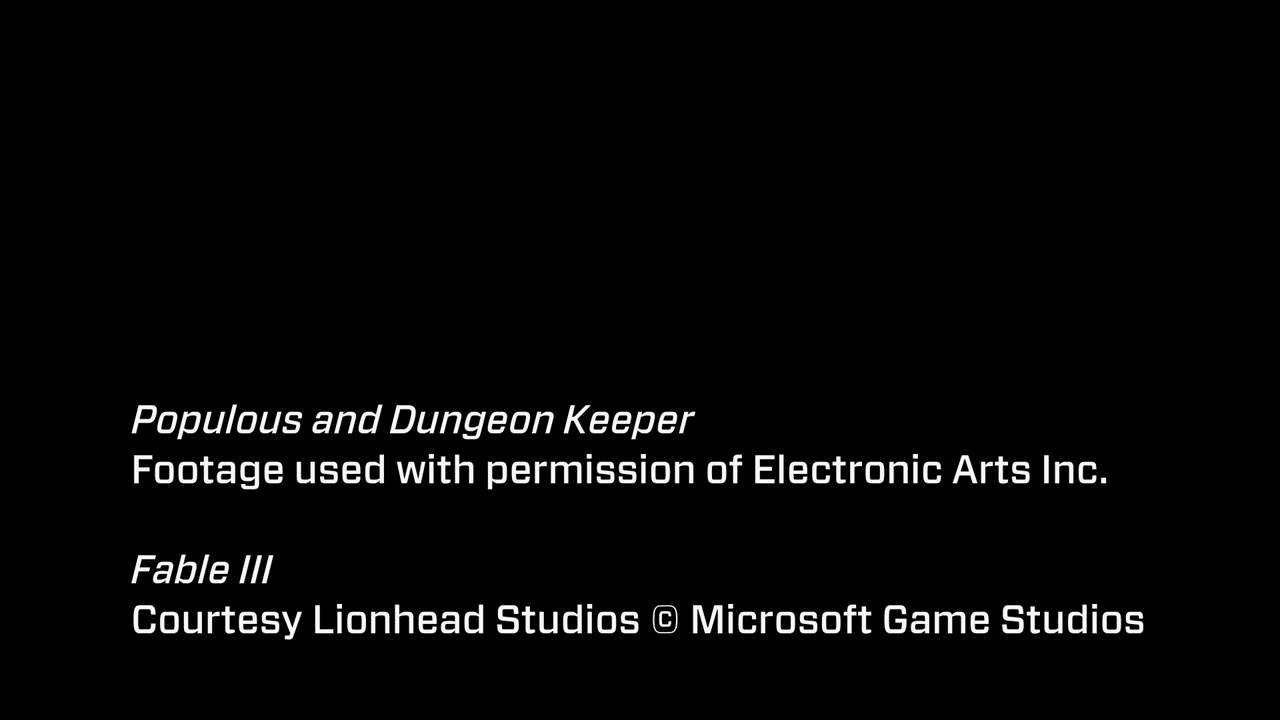 Populous and Dungeon Keeper
Footage used with permission of Electronic Arts Inc.
Fable III
Courtesy Lionhead Studios © Microsoft Game Studios